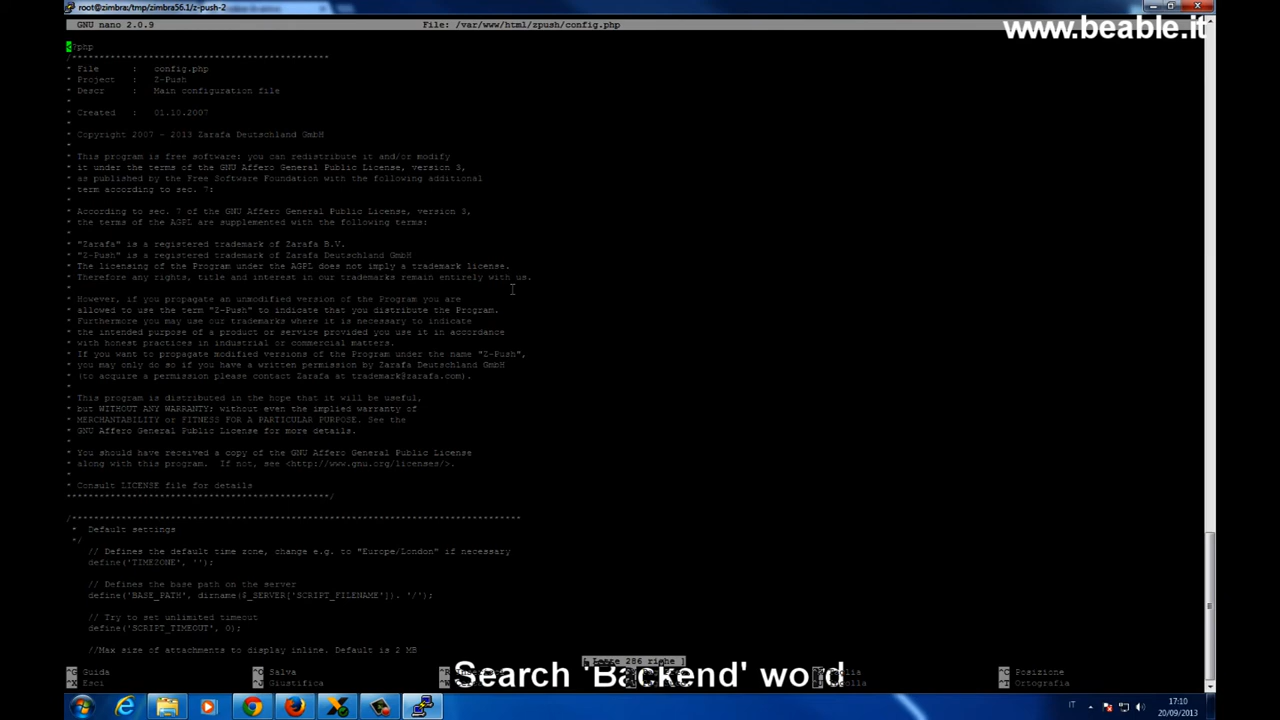 root@zimbra:/tmp/zimbra56.1/z-push-2
www.beable.it
GNU nano 2.0.9 File: /var/www/html/zpush/config.php
<?php
/***********************************************
* File : config.php
* Project : Z-Push
* Descr : Main configuration file
*
* Created : 01.10.2007
*
* Copyright 2007 - 2013 Zarafa Deutschland GmbH
*
* This program is free software: you can redistribute it and/or modify
* it under the terms of the GNU Affero General Public License, version 3,
* as published by the Free Software Foundation with the following additional
* term according to sec. 7:
*
* According to sec. 7 of the GNU Affero General Public License, version 3,
* the terms of the AGPL are supplemented with the following terms:
*
* "Zarafa" is a registered trademark of Zarafa B.V.
* "Z-Push" is a registered trademark of Zarafa Deutschland GmbH
* The licensing of the Program under the AGPL does not imply a trademark license.
* Therefore any rights, title and interest in our trademarks remain entirely with us.
*
* However, if you propagate an unmodified version of the Program you are
* allowed to use the term "Z-Push" to indicate that you distribute the Program.
* Furthermore you may use our trademarks where it is necessary to indicate
* the intended purpose of a product or service provided you use it in accordance
* with honest practices in industrial or commercial matters.
* If you want to propagate modified versions of the Program under the name "Z-Push",
* you may only do so if you have a written permission by Zarafa Deutschland GmbH
* (to acquire a permission please contact Zarafa at trademark@zarafa.com).
*
* This program is distributed in the hope that it will be useful,
* but WITHOUT ANY WARRANTY; without even the implied warranty of
* MERCHANTABILITY or FITNESS FOR A PARTICULAR PURPOSE. See the
* GNU Affero General Public License for more details.
*
* You should have received a copy of the GNU Affero General Public License
* along with this program. If not, see <http://www.gnu.org/licenses/>.
*
* Consult LICENSE file for details
************************************************/
/**********************************************************************************
* Default settings
*/
// Defines the default time zone, change e.g. to "Europe/London" if necessary
define('TIMEZONE', '');
// Defines the base path on the server
define('BASE_PATH', dirname($_SERVER['SCRIPT_FILENAME']). '/');
// Try to set unlimited timeout
define('SCRIPT_TIMEOUT', 0);
//Max size of attachments to display inline. Default is 2 MB
286 righe ]
^G Guida ^O Salva ^C Posizione
^X Esci ^J Giustifica ^T Ortografia
Search 'Backend' word
IT
17:10
20/09/2013